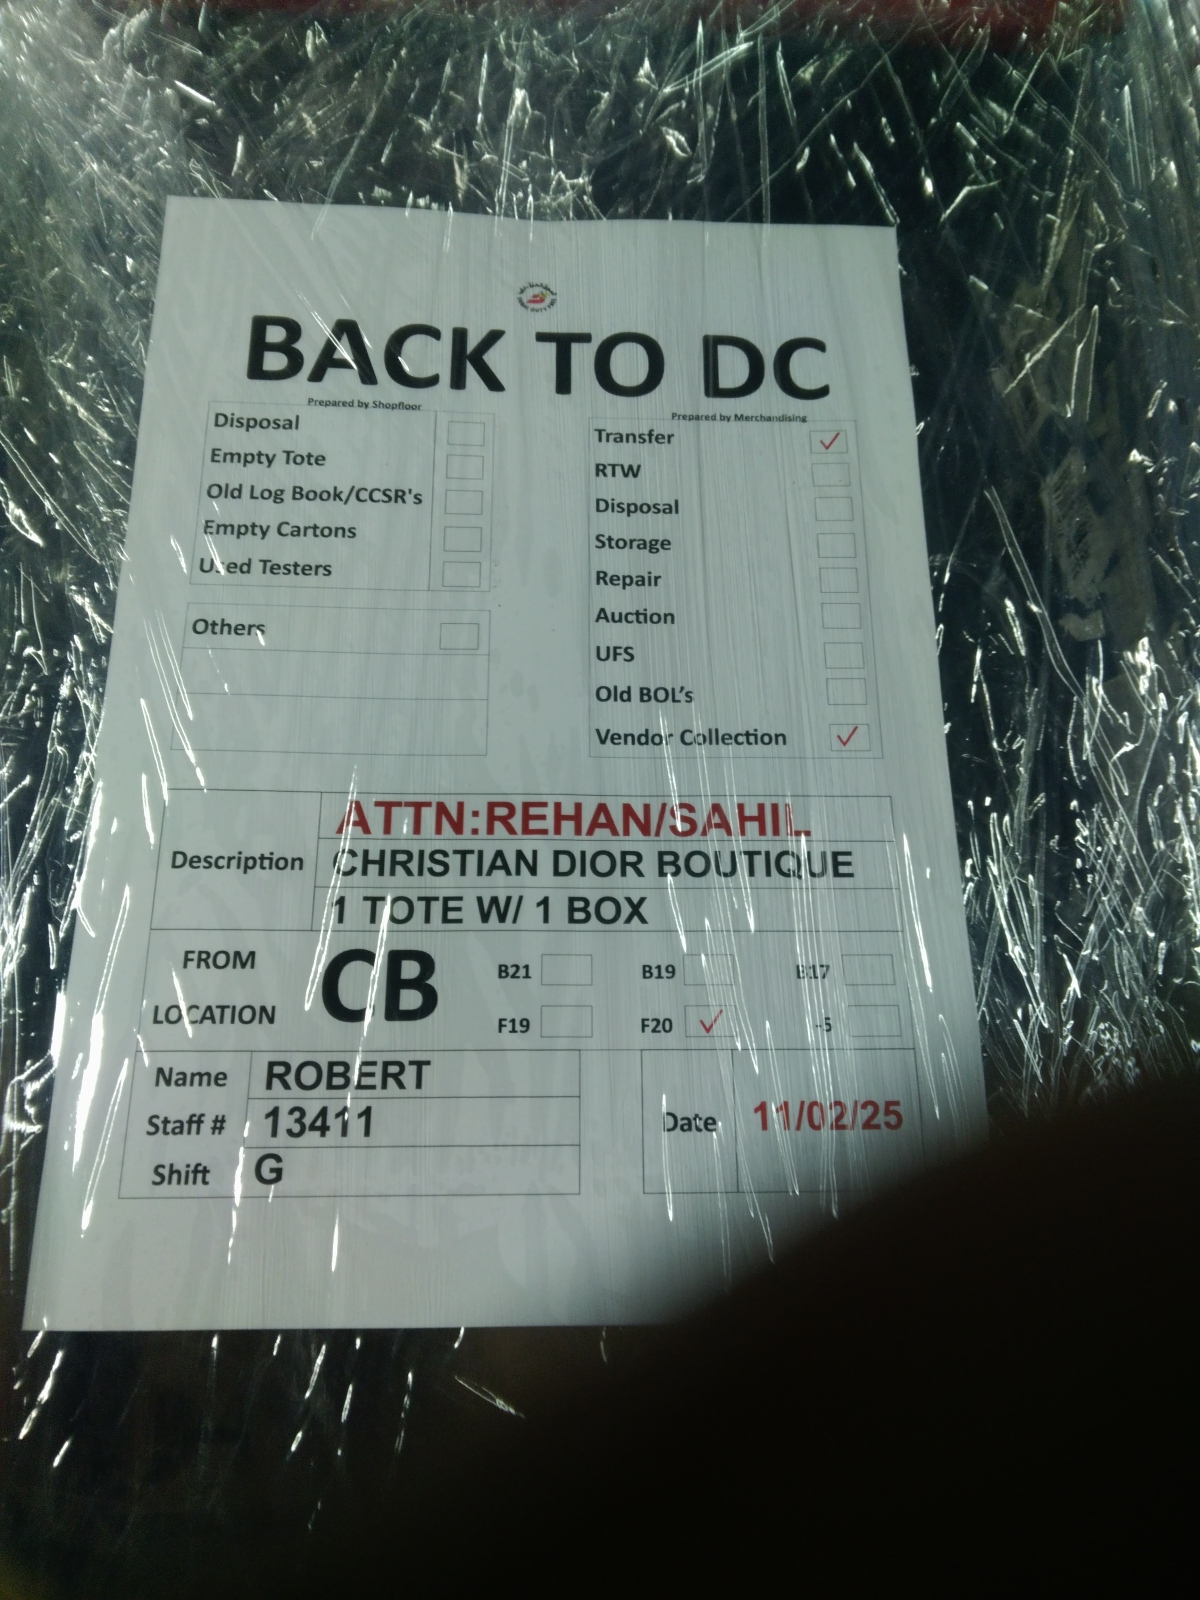 BACK TO DC
Prepared by Shopfloor
Disposal
Empty Tote
Old Log Book/CCSR's
Empty Cartons
Used Testers
Others
Prepared by Merchandising
Transfer ✓
RTW
Disposal
Storage
Repair
Auction
UFS
Old BOL's
Vendor Collection ✓
Description
ATTN:REHAN/SAHIL
CHRISTIAN DIOR BOUTIQUE
1 TOTE W/ 1 BOX
FROM
LOCATION
CB
B21 B19 B17
F19 F20 ✓ -5
Name ROBERT
Staff # 13411
Shift G
Date 11/02/25